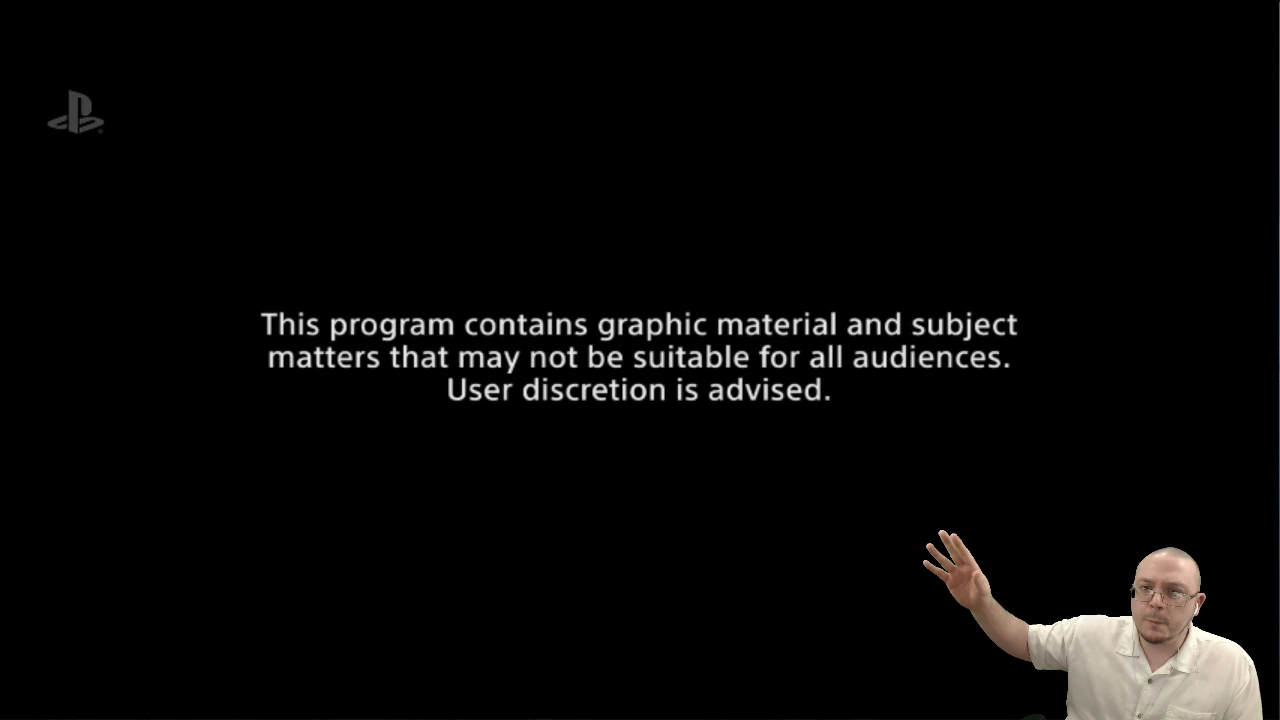 This program contains graphic material and subject
matters that may not be suitable for all audiences.
User discretion is advised.